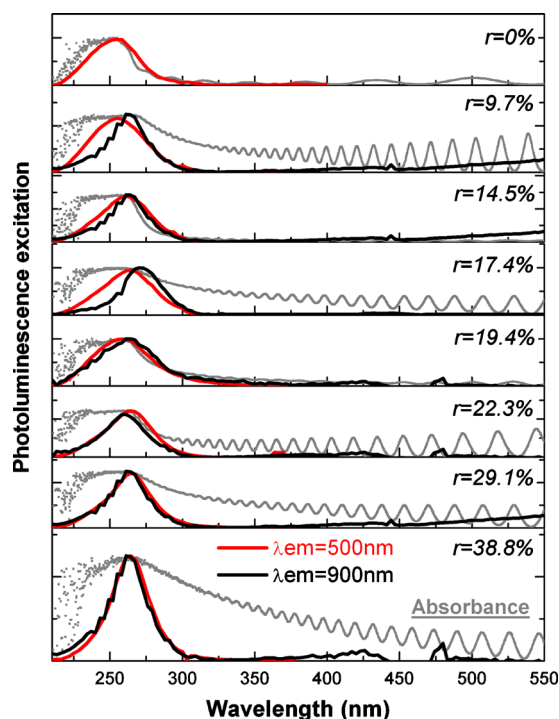 r=0%
r=9.7%
r=14.5%
r=17.4%
r=19.4%
r=22.3%
r=29.1%
r=38.8%
λem=500nm
λem=900nm
Absorbance
Photoluminescence excitation
250 300 350 400 450 500 550
Wavelength (nm)